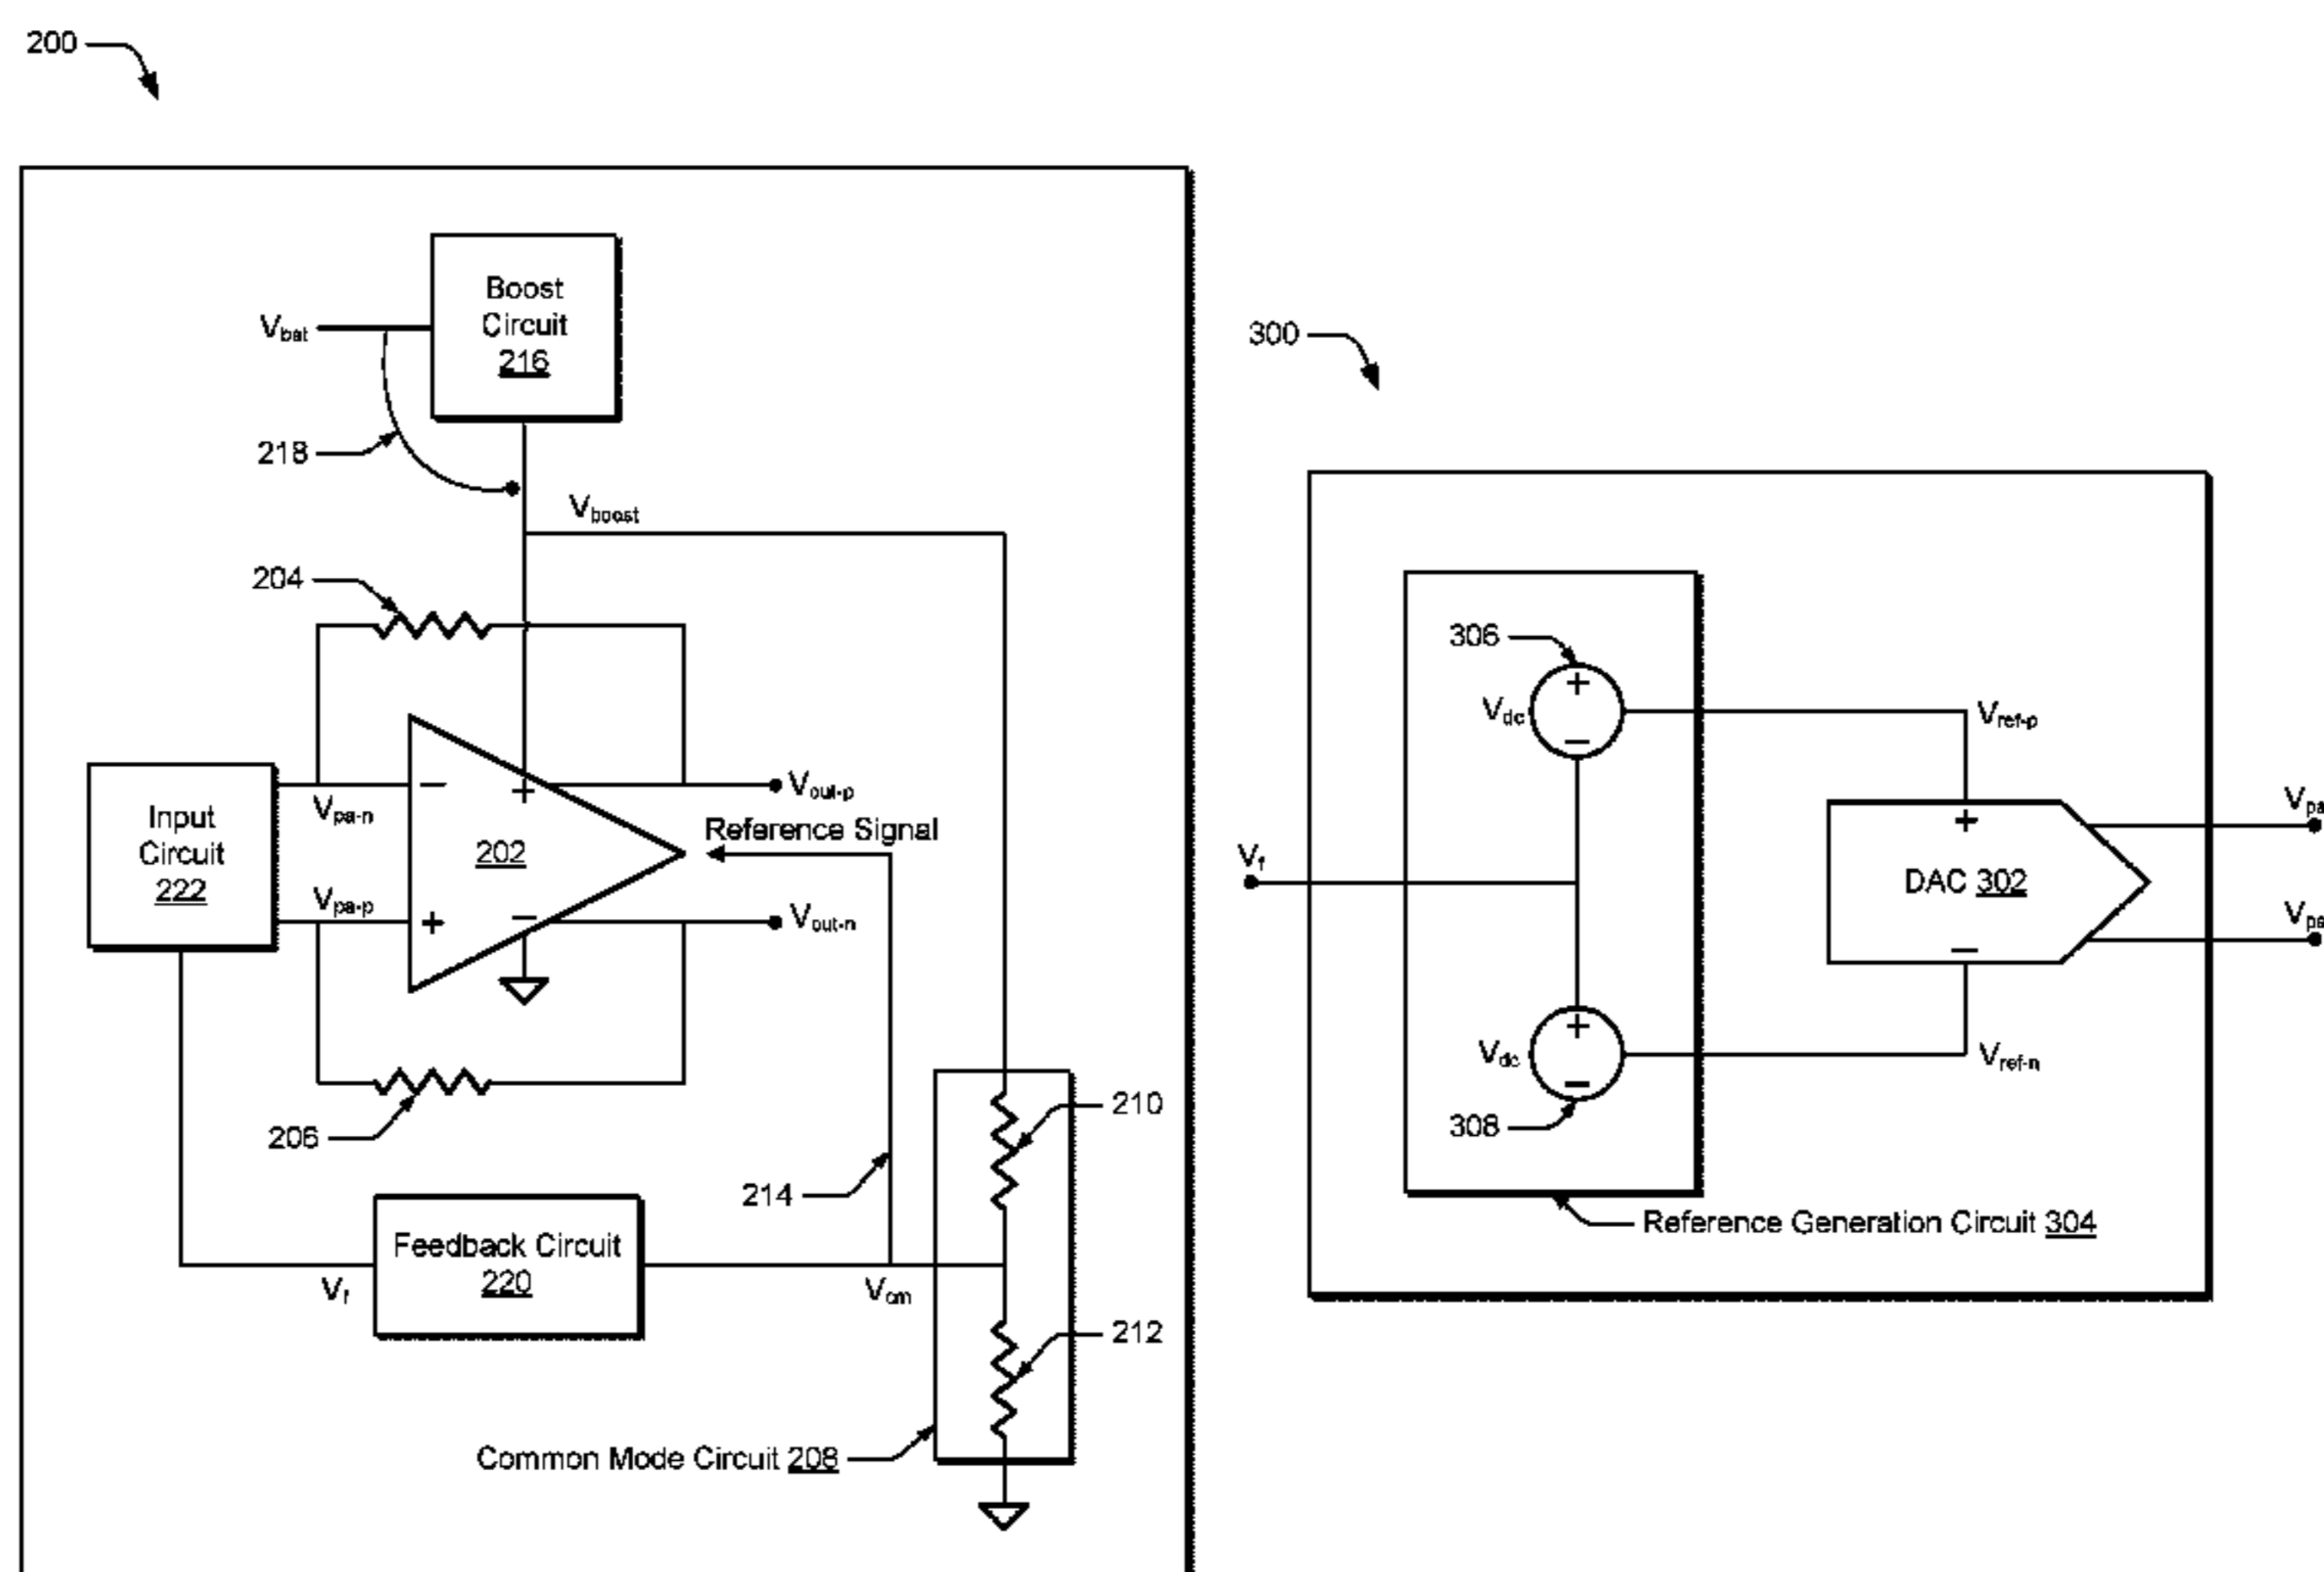 200
Boost
Circuit
216
Vbat
218
Vboost
204
Input
Circuit
222
Vpa-n
Vpa-p
−
+
202
+
−
Vout-p
Reference Signal
Vout-n
206
210
214
Feedback Circuit
220
Vf
Vcm
212
Common Mode Circuit 208
300
306
+
Vdc
−
Vref-p
Vf
+
DAC 302
−
Vpa
Vpa
+
Vdc
−
Vref-n
308
Reference Generation Circuit 304